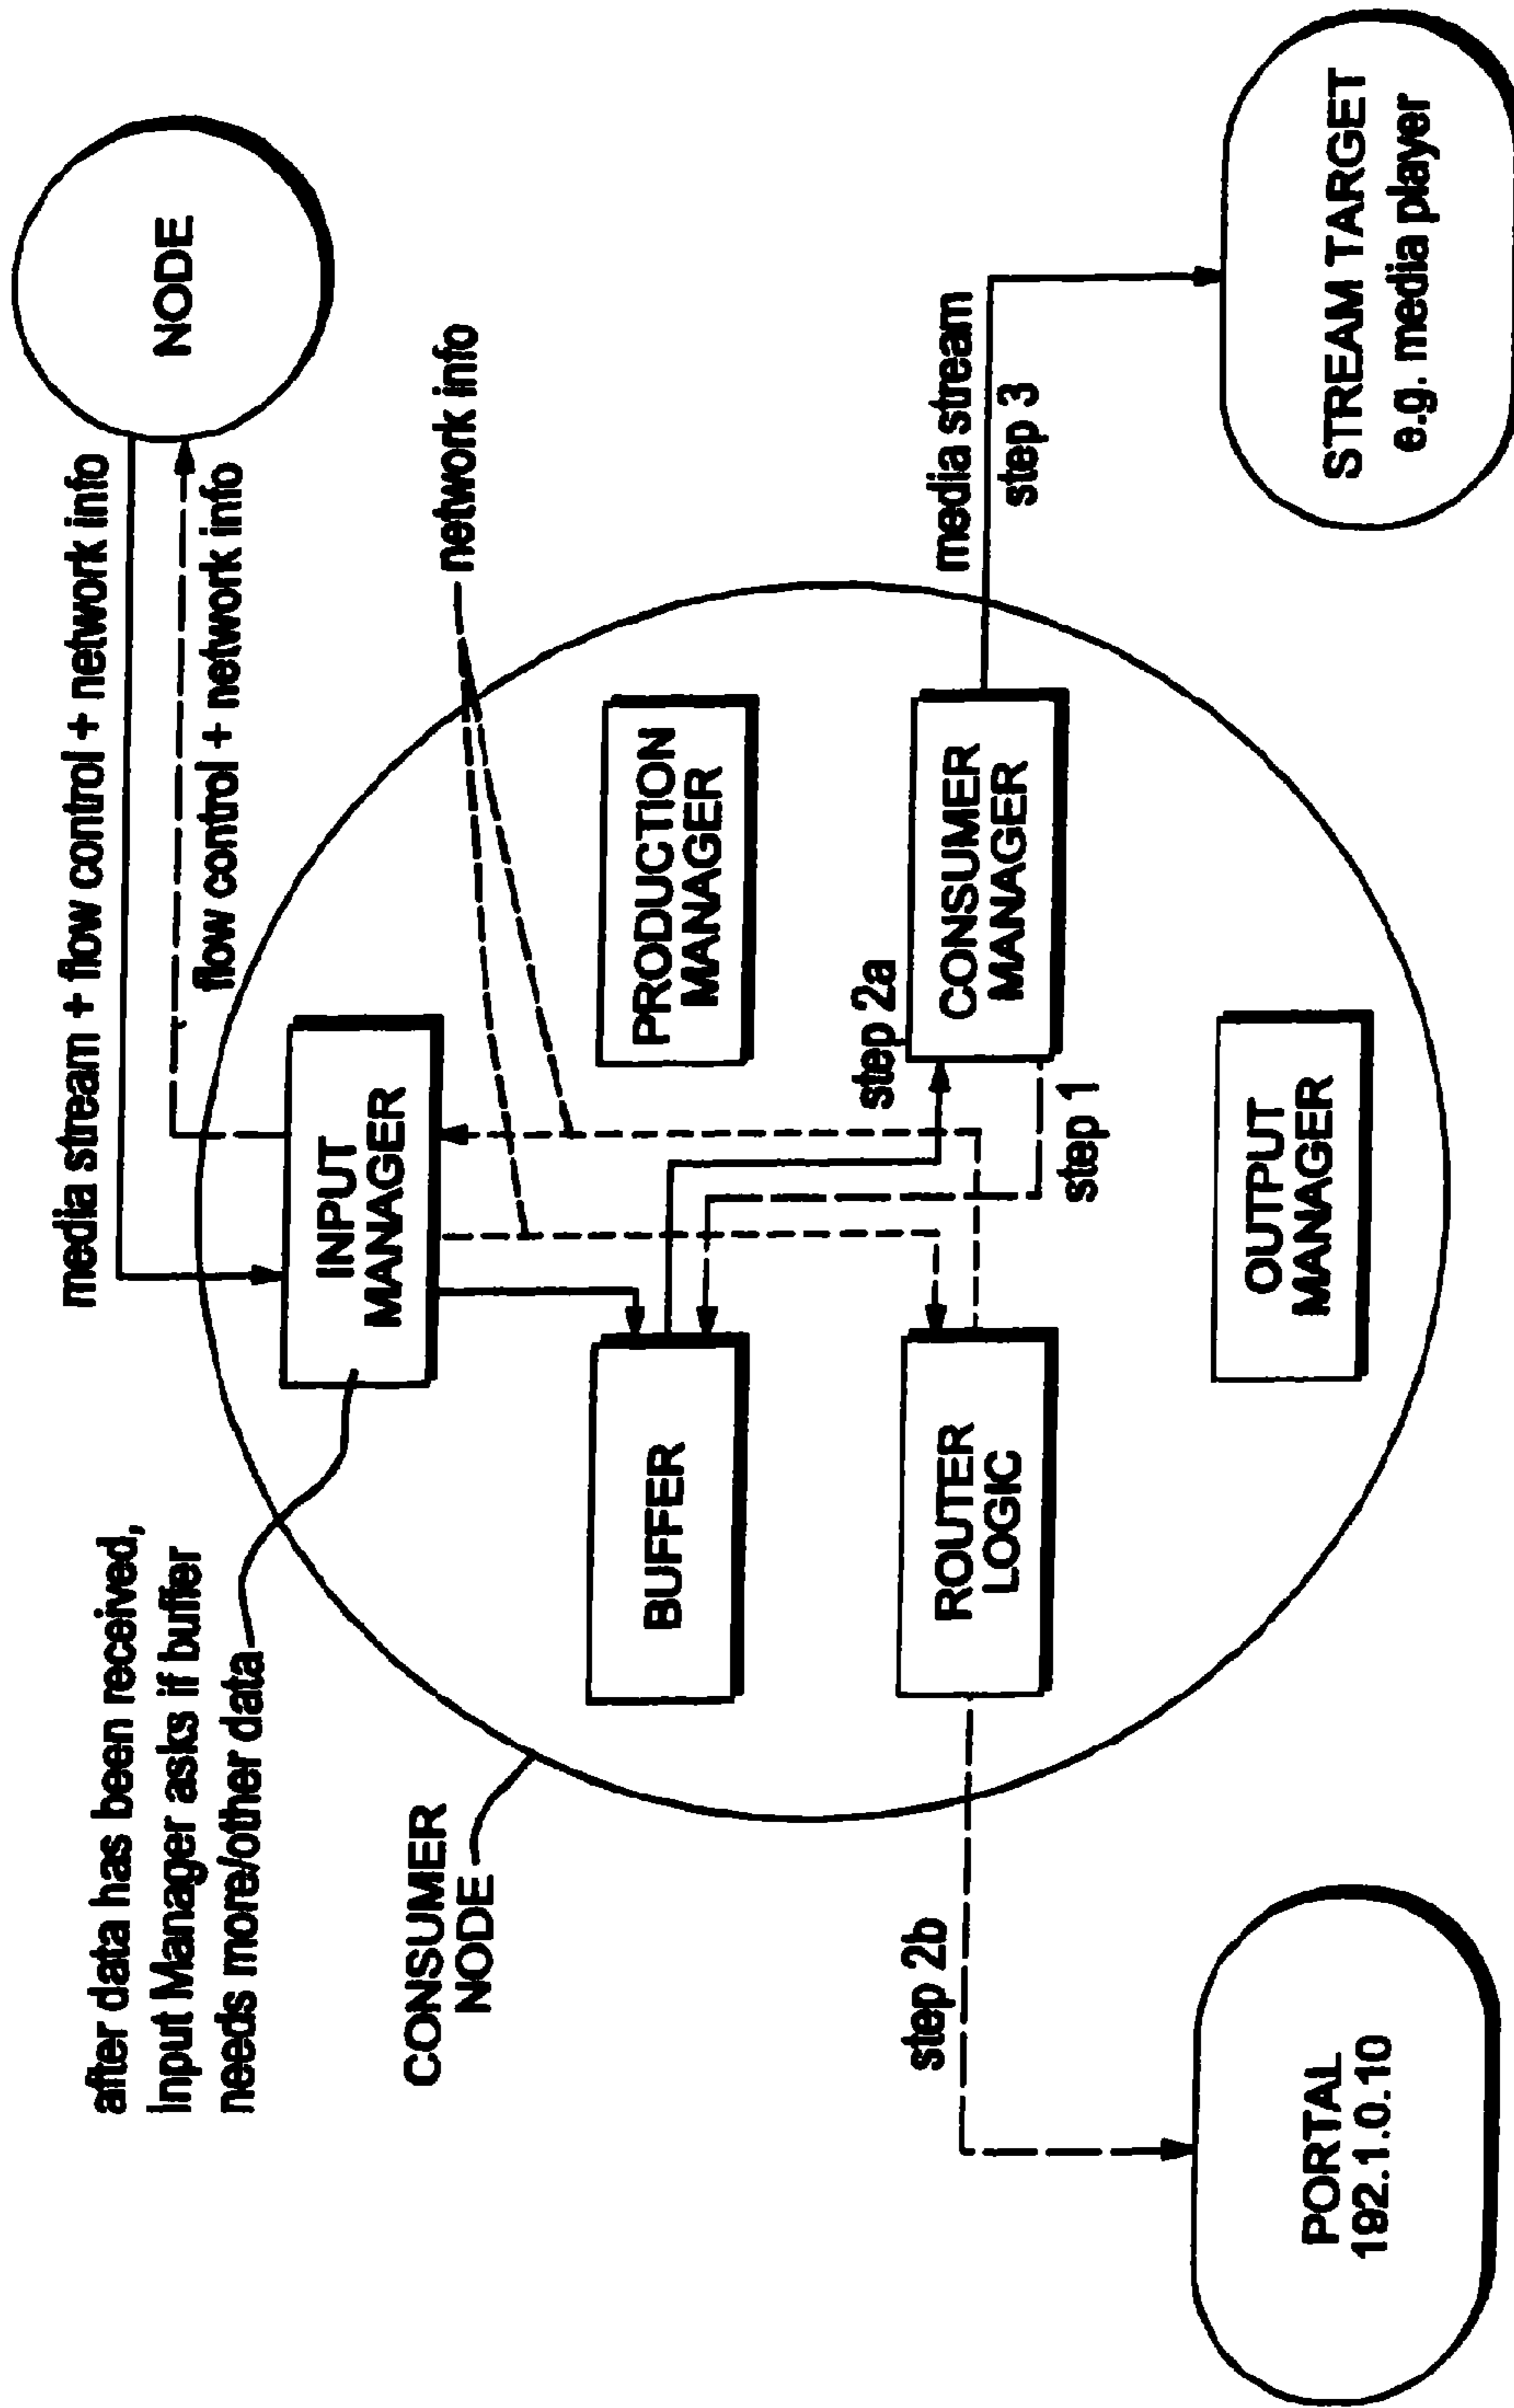 after data has been received,
Input Manager asks if buffer
needs more/other data
media stream + flow control + network info
flow control + network info
NODE
CONSUMER
NODE
INPUT
MANAGER
network info
BUFFER
PRODUCTION
MANAGER
step 2a
ROUTER
LOGIC
CONSUMER
MANAGER
step 1
media stream
step 3
step 2b
OUTPUT
MANAGER
PORTAL
192.1.0.10
STREAM TARGET
e.g. media player